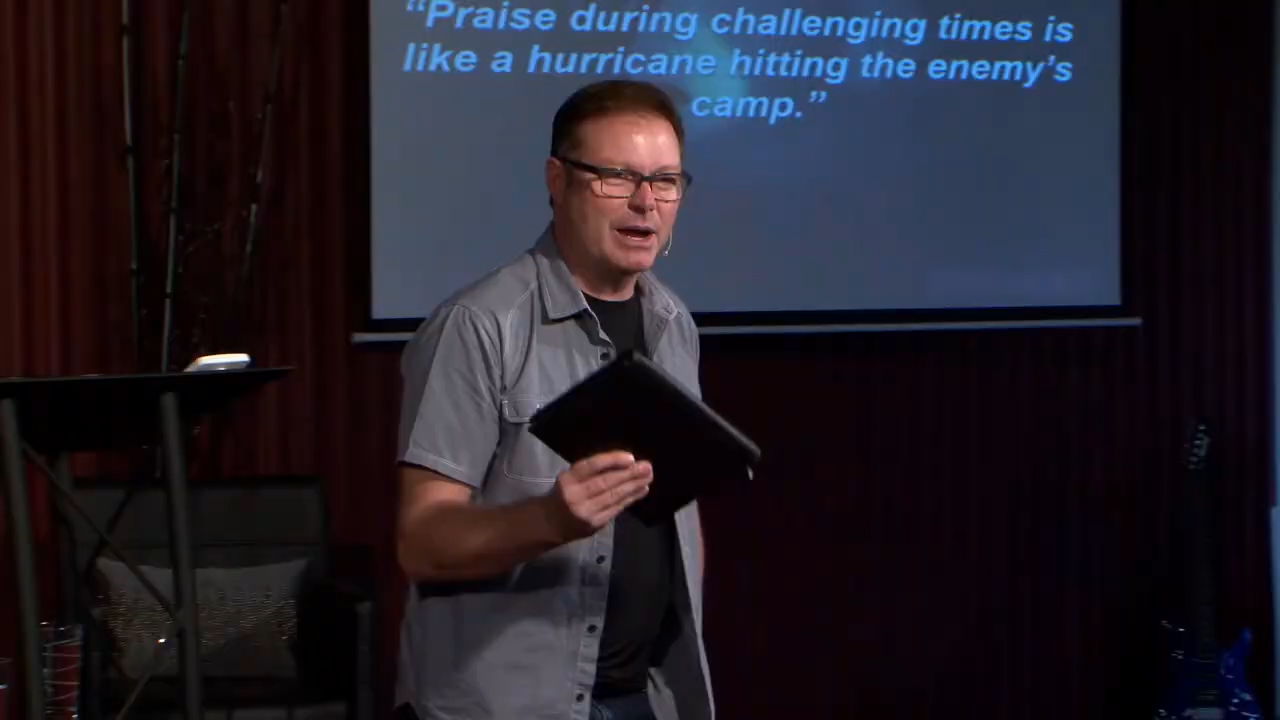 “Praise during challenging times is
like a hurricane hitting the enemy’s
camp.”